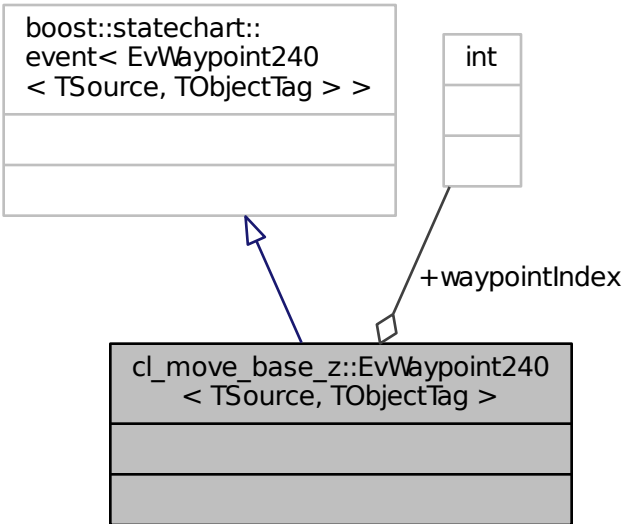 boost::statechart::
event< EvWaypoint240
< TSource, TObjectTag > >
int
+waypointIndex
cl_move_base_z::EvWaypoint240
< TSource, TObjectTag >